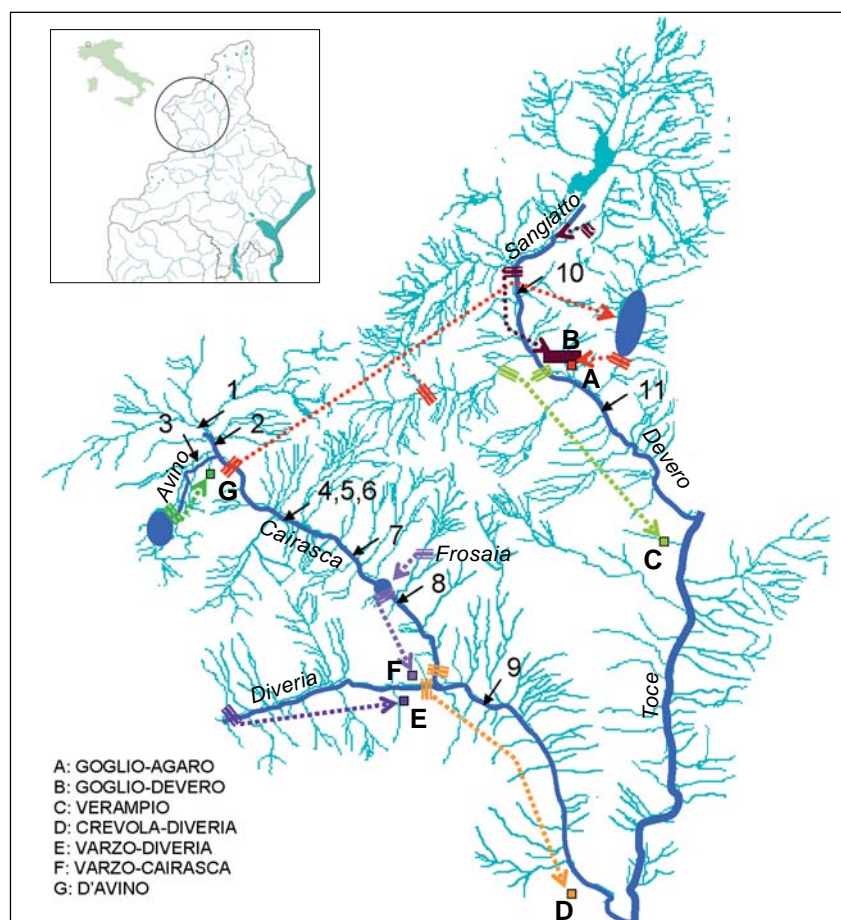 Sangiatto
10
B
A
11
Devero
1
2
3
Avino
G
4,5,6
Cairasca
7
Frosaia
8
C
F
Diveria
E
9
Toce
D
A: GOGLIO-AGARO
B: GOGLIO-DEVERO
C: VERAMPIO
D: CREVOLA-DIVERIA
E: VARZO-DIVERIA
F: VARZO-CAIRASCA
G: D'AVINO